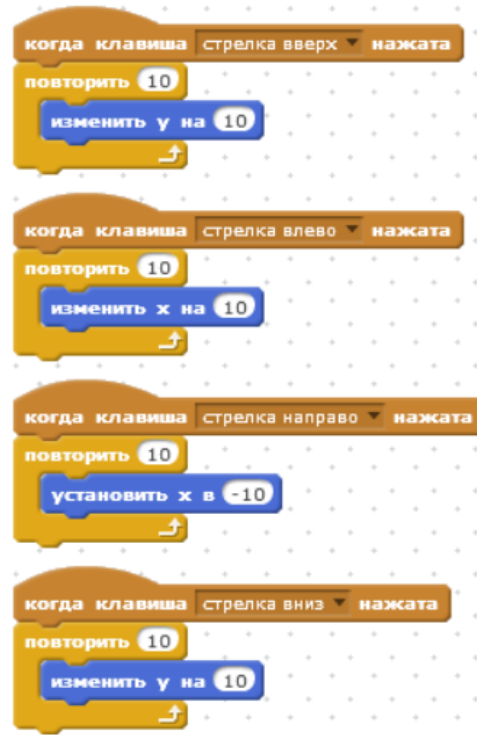 когда клавиша стрелка вверх нажата
повторить 10
изменить y на 10
когда клавиша стрелка влево нажата
повторить 10
изменить x на 10
когда клавиша стрелка направо нажата
повторить 10
установить x в -10
когда клавиша стрелка вниз нажата
повторить 10
изменить y на 10